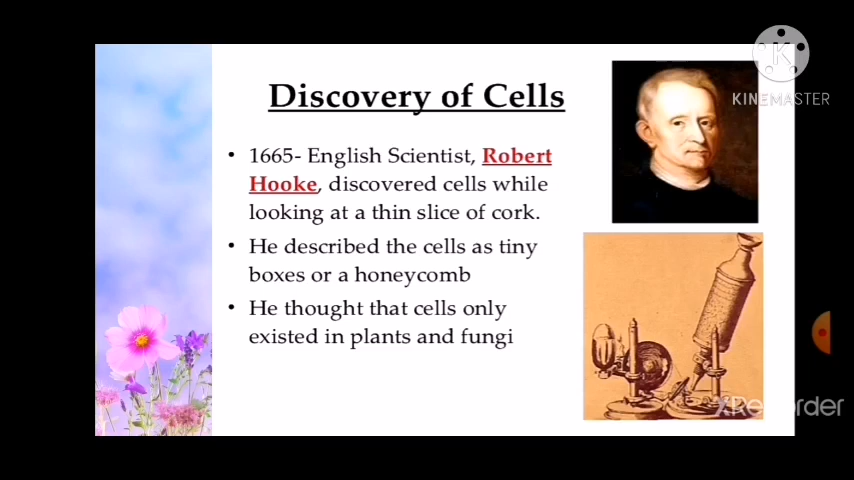 K
KINEMASTER
Discovery of Cells
• 1665- English Scientist, Robert
Hooke, discovered cells while
looking at a thin slice of cork.
• He described the cells as tiny
boxes or a honeycomb
• He thought that cells only
existed in plants and fungi
XRecorder